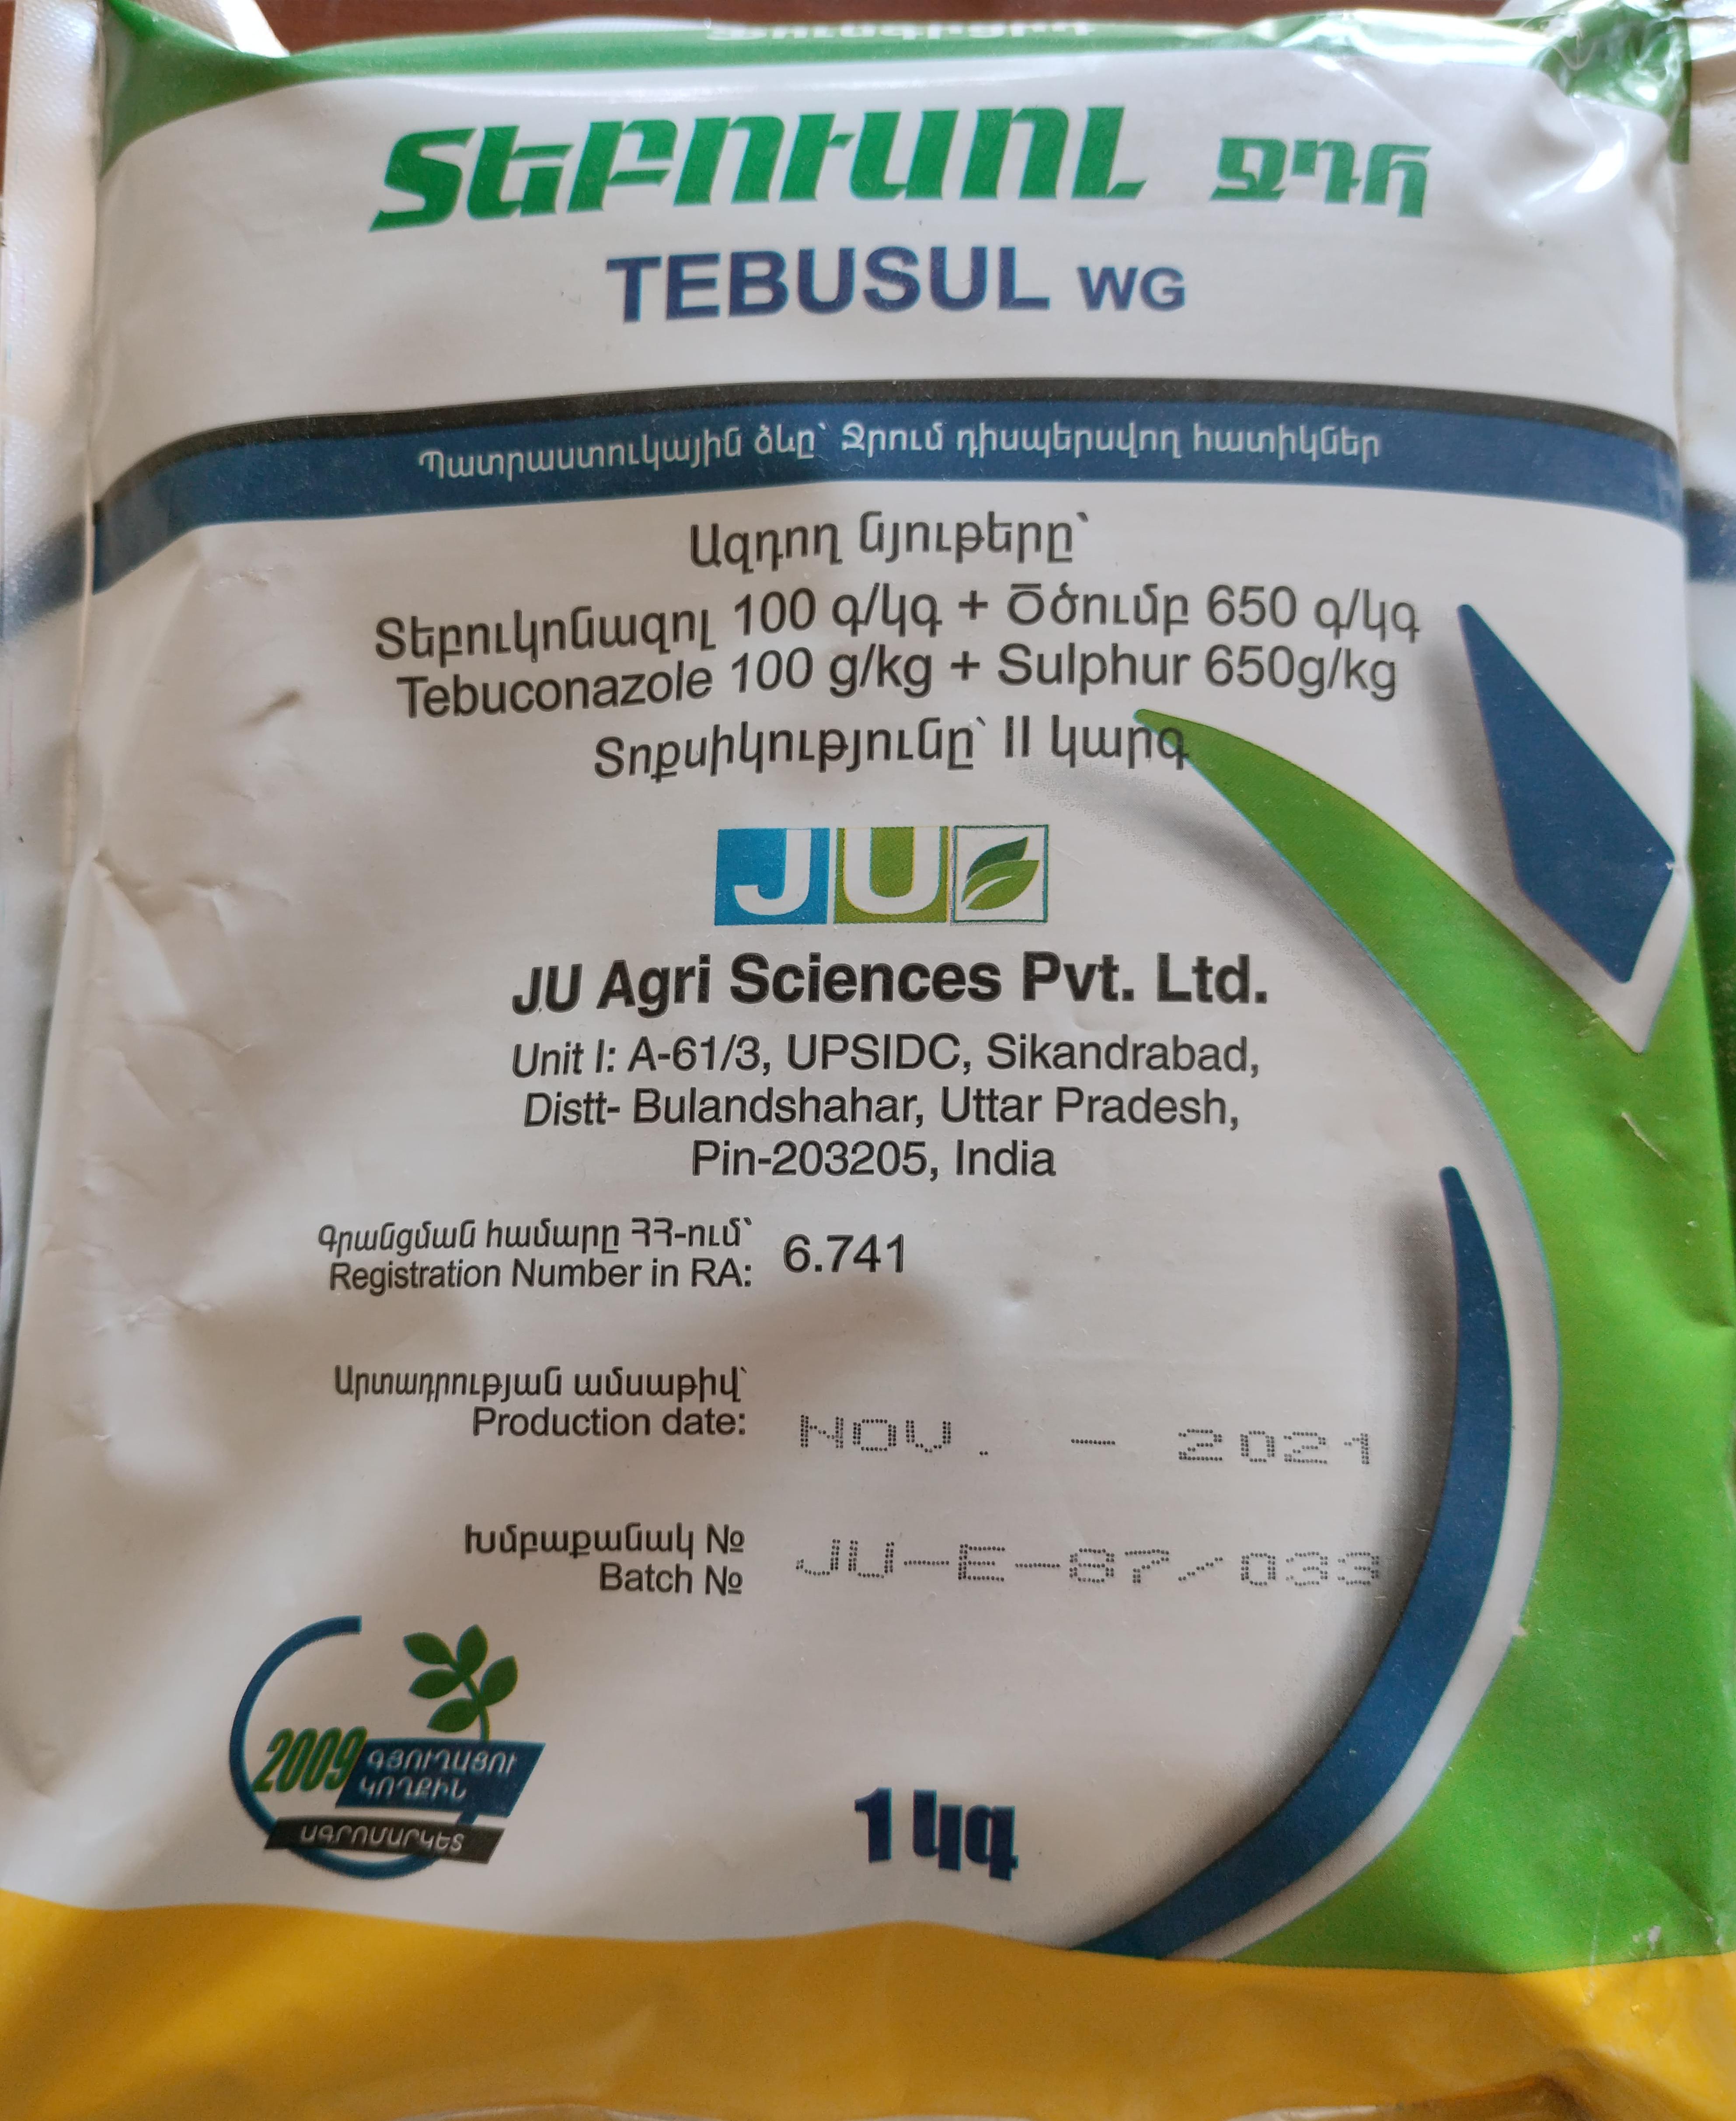 ՏԵԲՈՒՍՈԼ ՋԴՀ
TEBUSUL WG
Պատրաստուկային ձևը՝ Ջրում դիսպերսվող հատիկներ
Ազդող նյութերը՝
Տեբուկոնազոլ 100 գ/կգ + Ծծումբ 650 գ/կգ
Tebuconazole 100 g/kg + Sulphur 650g/kg
Տոքսիկությունը՝ II կարգ
JU
JU Agri Sciences Pvt. Ltd.
Unit I: A-61/3, UPSIDC, Sikandrabad,
Distt- Bulandshahar, Uttar Pradesh,
Pin-203205, India
Գրանցման համարը ՀՀ-ում՝ 6.741
Registration Number in RA:
Արտադրության ամսաթիվ՝
Production date: NOV. - 2021
Խմբաքանակ №
Batch № JU-E-87/033
2009 ԳՅՈՒՂԱՑՈՒ
ԿՈՂՔԻՆ
ԱԳՐՈՄԱՐԿԵՏ
1 կգ